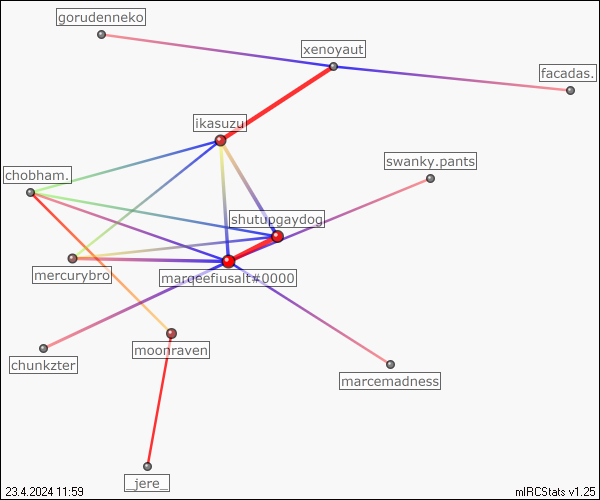 gorudenneko
xenoyaut
facadas.
ikasuzu
swanky.pants
chobham.
shutupgaydog
mercurybro
marqeefiusalt#0000
moonraven
chunkzter
marcemadness
_jere_
23.4.2024 11:59
mIRCStats v1.25